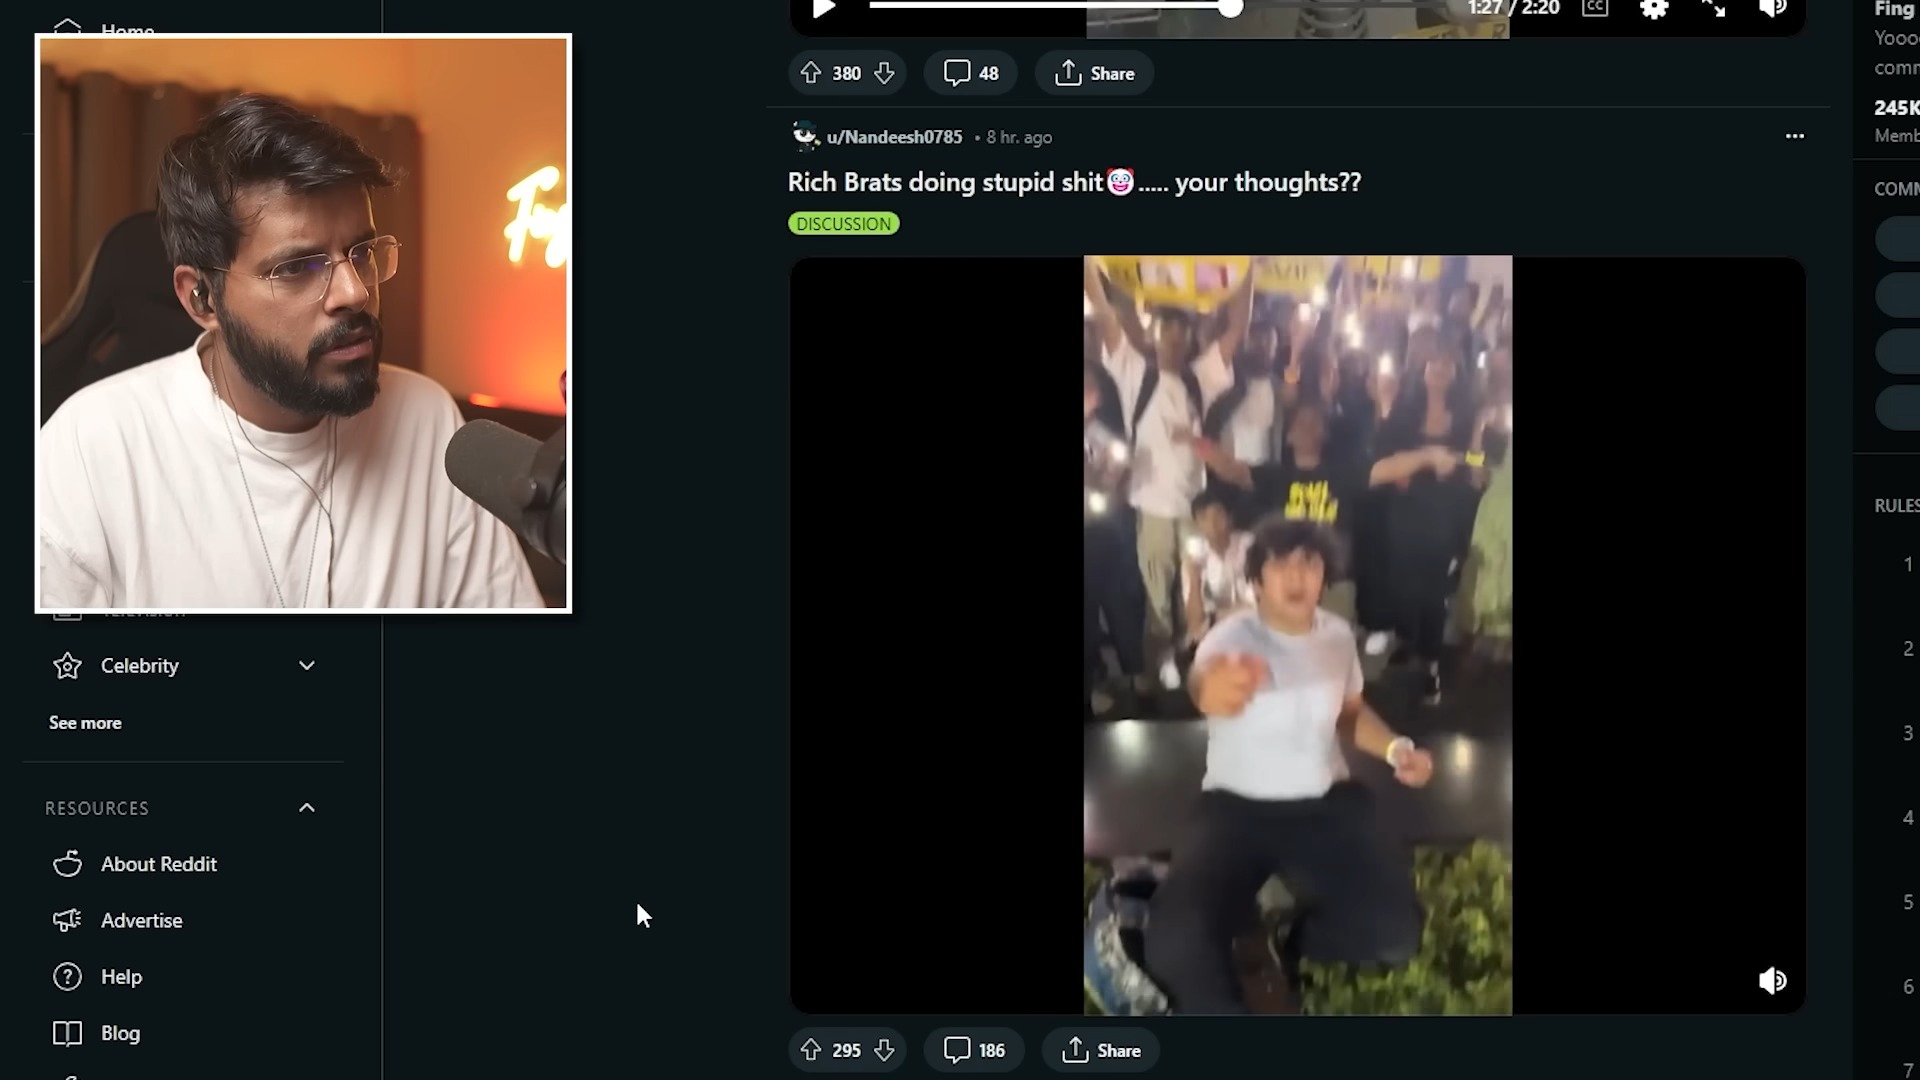 Home
1:27 / 2:20
CC
380
48
Share
u/Nandeesh0785 • 8 hr. ago
Rich Brats doing stupid shit🤡..... your thoughts??
DISCUSSION
295
186
Share
Celebrity
See more
RESOURCES
About Reddit
Advertise
Help
Blog
Fing
Yooo
comm
245K
Memb
COMM
RULES
1
2
3
4
5
6
7